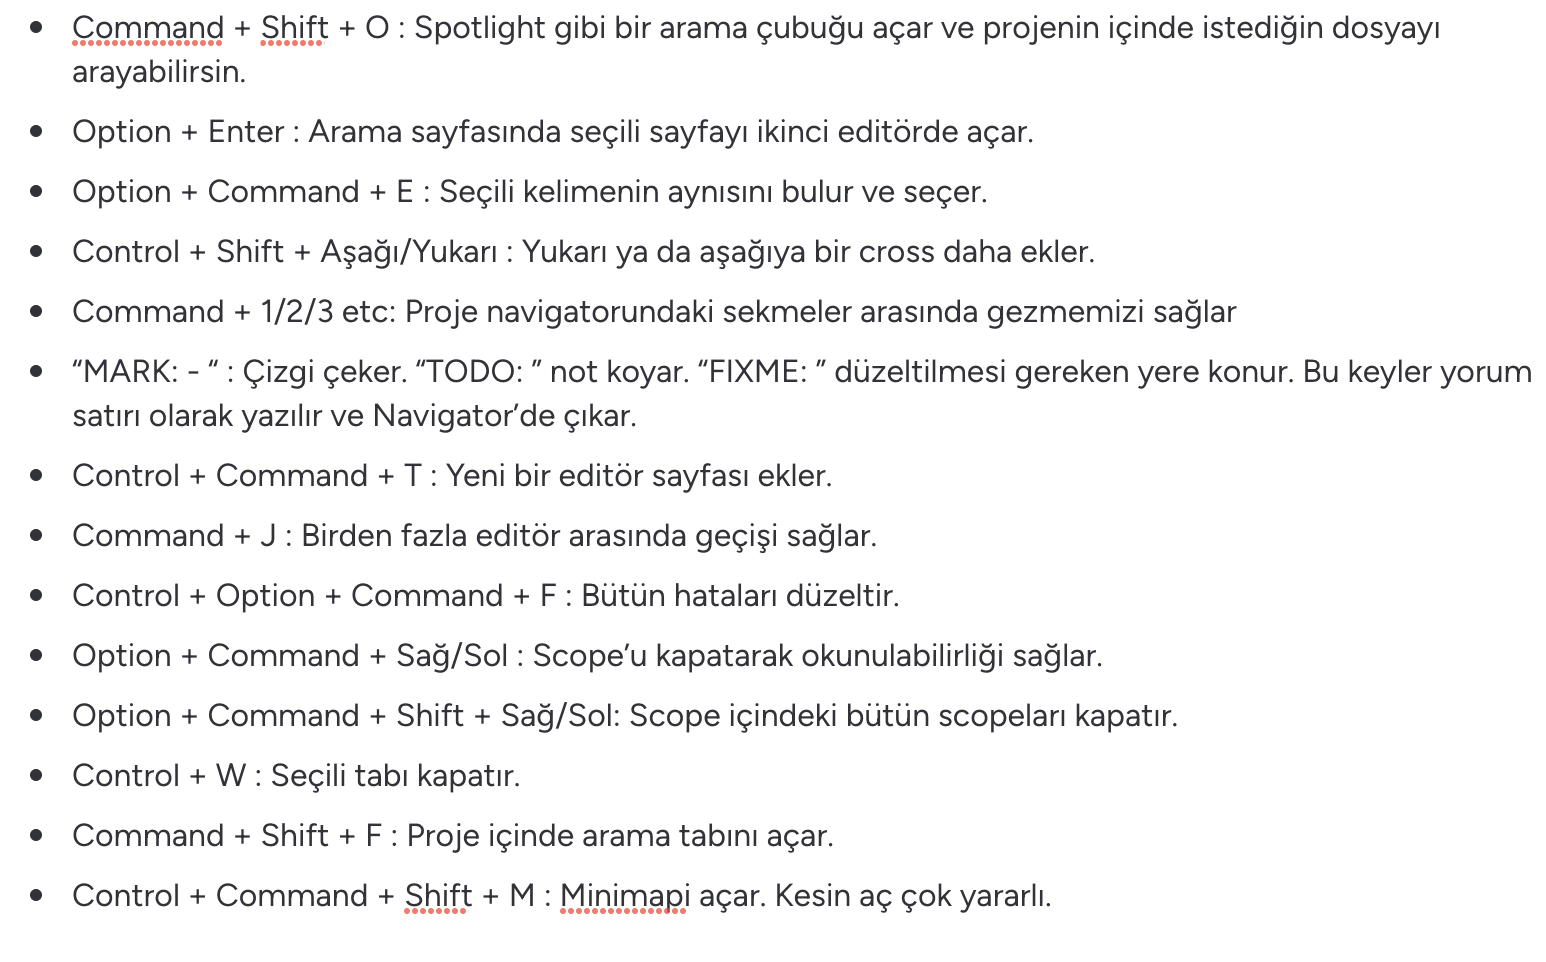 • Command + Shift + O : Spotlight gibi bir arama çubuğu açar ve projenin içinde istediğin dosyayı
arayabilirsin.
• Option + Enter : Arama sayfasında seçili sayfayı ikinci editörde açar.
• Option + Command + E : Seçili kelimenin aynısını bulur ve seçer.
• Control + Shift + Aşağı/Yukarı : Yukarı ya da aşağıya bir cross daha ekler.
• Command + 1/2/3 etc: Proje navigatorundaki sekmeler arasında gezmemizi sağlar
• “MARK: - “ : Çizgi çeker. “TODO: ” not koyar. “FIXME: ” düzeltilmesi gereken yere konur. Bu keyler yorum
satırı olarak yazılır ve Navigator’de çıkar.
• Control + Command + T : Yeni bir editör sayfası ekler.
• Command + J : Birden fazla editör arasında geçişi sağlar.
• Control + Option + Command + F : Bütün hataları düzeltir.
• Option + Command + Sağ/Sol : Scope’u kapatarak okunulabilirliği sağlar.
• Option + Command + Shift + Sağ/Sol: Scope içindeki bütün scopeları kapatır.
• Control + W : Seçili tabı kapatır.
• Command + Shift + F : Proje içinde arama tabını açar.
• Control + Command + Shift + M : Minimapi açar. Kesin aç çok yararlı.